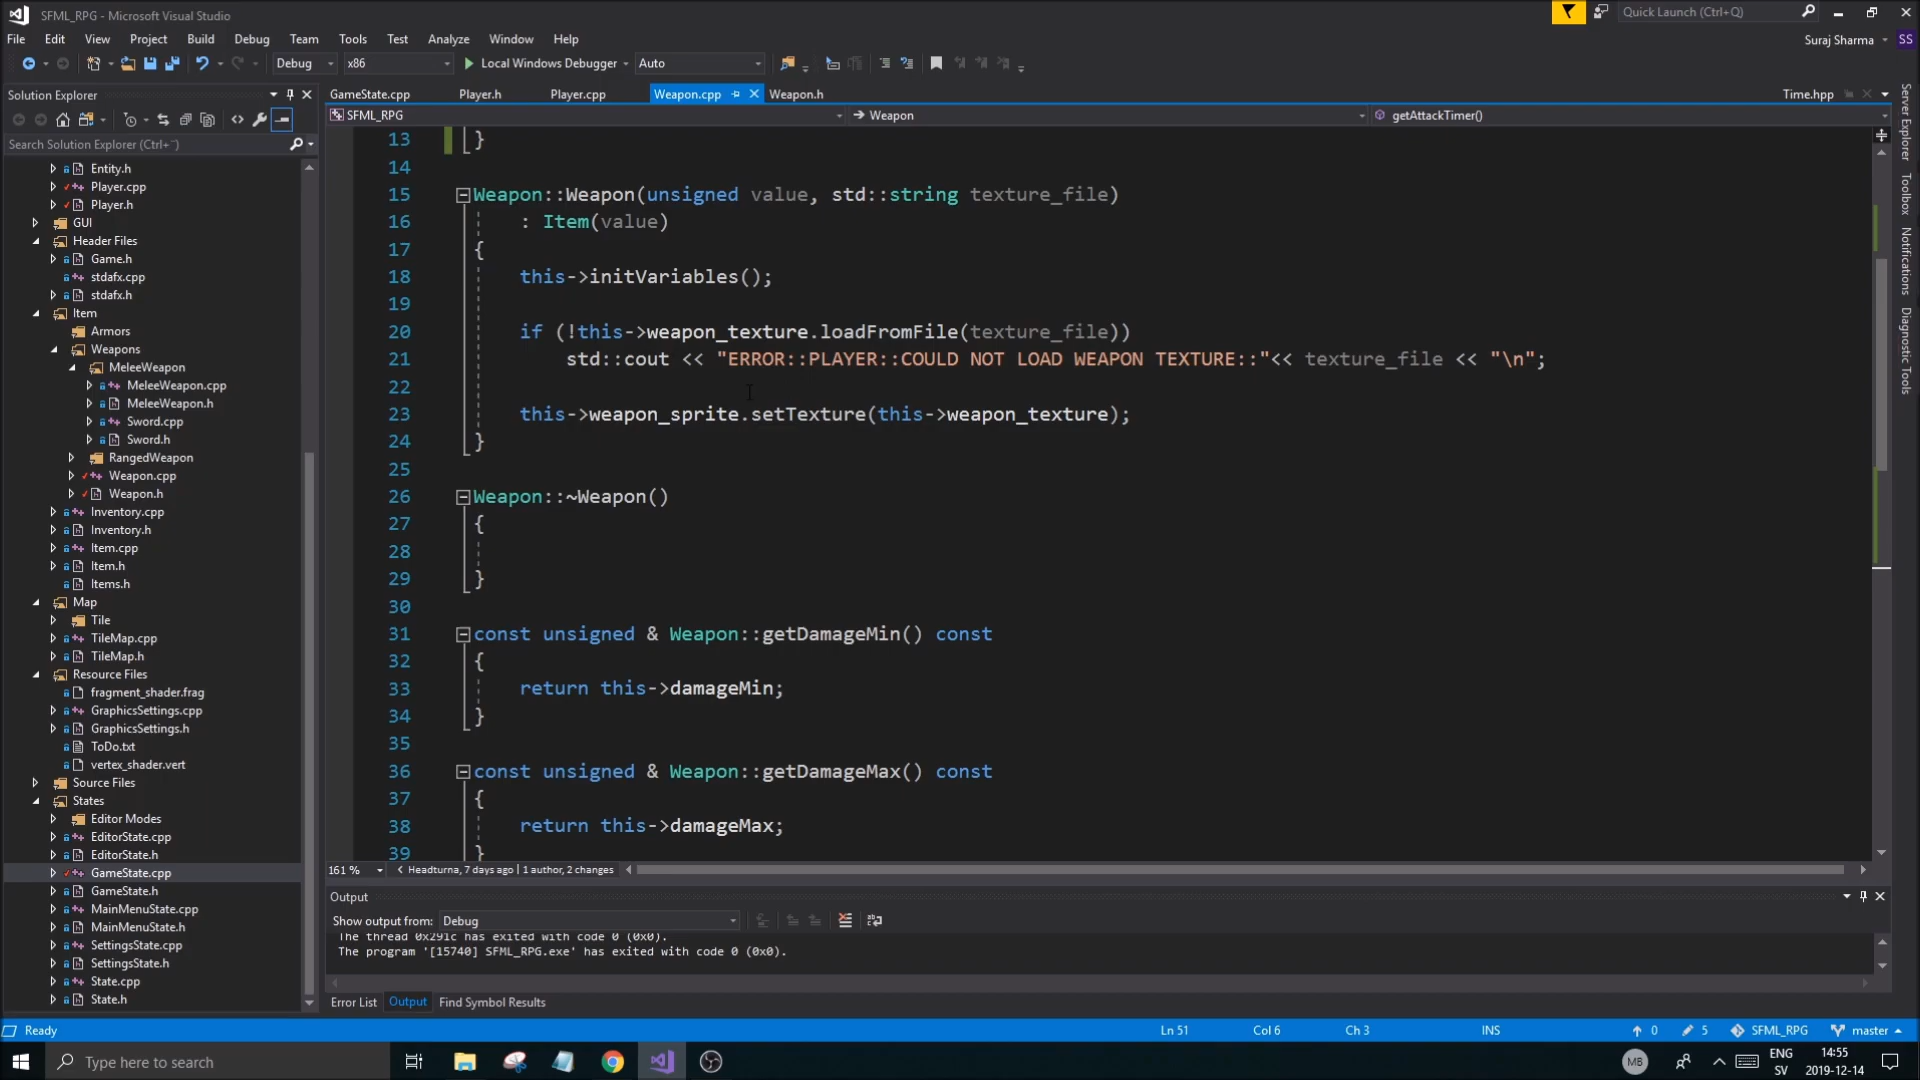 SFML_RPG - Microsoft Visual Studio
Quick Launch (Ctrl+Q)
File Edit View Project Build Debug Team Tools Test Analyze Window Help
Suraj Sharma SS
Debug x86 Local Windows Debugger Auto
Solution Explorer
GameState.cpp Player.h Player.cpp Weapon.cpp Weapon.h Time.hpp
SFML_RPG Weapon getAttackTimer()
Search Solution Explorer (Ctrl+¨)
Entity.h
Player.cpp
Player.h
GUI
Header Files
Game.h
stdafx.cpp
stdafx.h
Item
Armors
Weapons
MeleeWeapon
MeleeWeapon.cpp
MeleeWeapon.h
Sword.cpp
Sword.h
RangedWeapon
Weapon.cpp
Weapon.h
Inventory.cpp
Inventory.h
Item.cpp
Item.h
Items.h
Map
Tile
TileMap.cpp
TileMap.h
Resource Files
fragment_shader.frag
GraphicsSettings.cpp
GraphicsSettings.h
ToDo.txt
vertex_shader.vert
Source Files
States
Editor Modes
EditorState.cpp
EditorState.h
GameState.cpp
GameState.h
MainMenuState.cpp
MainMenuState.h
SettingsState.cpp
SettingsState.h
State.cpp
State.h
13 }
14
15 Weapon::Weapon(unsigned value, std::string texture_file)
16 : Item(value)
17 {
18 this->initVariables();
19
20 if (!this->weapon_texture.loadFromFile(texture_file))
21 std::cout << "ERROR::PLAYER::COULD NOT LOAD WEAPON TEXTURE::"<< texture_file << "\n";
22
23 this->weapon_sprite.setTexture(this->weapon_texture);
24 }
25
26 Weapon::~Weapon()
27 {
28
29 }
30
31 const unsigned & Weapon::getDamageMin() const
32 {
33 return this->damageMin;
34 }
35
36 const unsigned & Weapon::getDamageMax() const
37 {
38 return this->damageMax;
39 }
161 % Headturna, 7 days ago | 1 author, 2 changes
Output
Show output from: Debug
The thread 0x291c has exited with code 0 (0x0).
The program '[15740] SFML_RPG.exe' has exited with code 0 (0x0).
Error List Output Find Symbol Results
Server Explorer
Toolbox
Notifications
Diagnostic Tools
Ready Ln 51 Col 6 Ch 3 INS 0 5 SFML_RPG master
Type here to search
MB
ENG
SV
14:55
2019-12-14